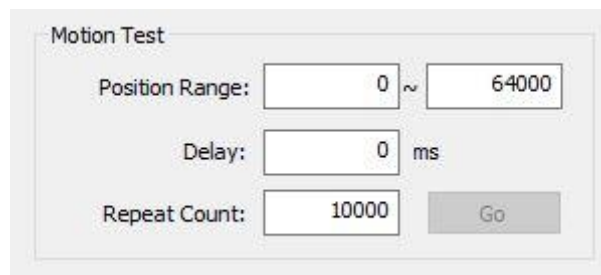 Motion Test
Position Range: 0 ~ 64000
Delay: 0 ms
Repeat Count: 10000 Go